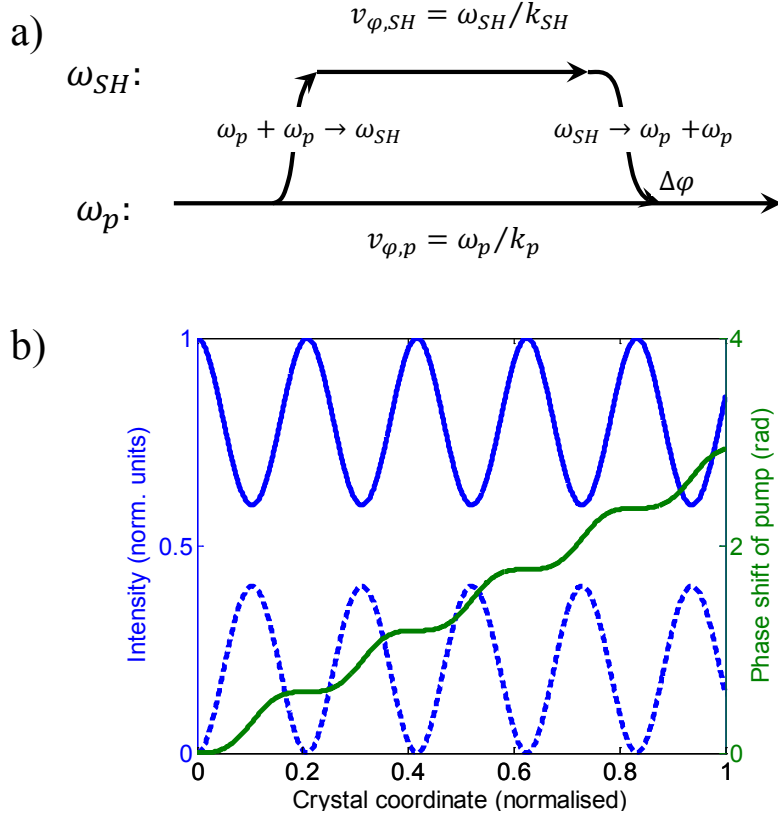 a)
v_{φ,SH} = ω_{SH}/k_{SH}
ω_{SH}:
ω_p + ω_p → ω_{SH}
ω_{SH} → ω_p +ω_p
Δφ
ω_p:
v_{φ,p} = ω_p/k_p
b)
1
4
Intensity (norm. units)
0.5
2
Phase shift of pump (rad)
0
0
0
0.2
0.4
0.6
0.8
1
Crystal coordinate (normalised)